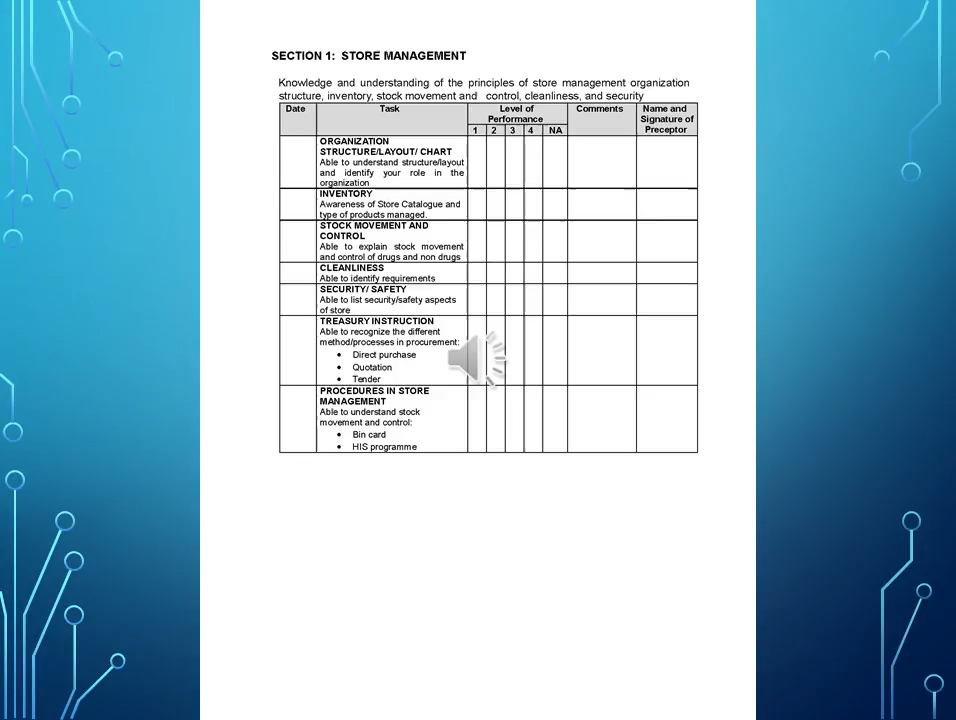 SECTION 1: STORE MANAGEMENT
Knowledge and understanding of the principles of store management organization
structure, inventory, stock movement and control, cleanliness, and security
Date Task Level of Performance Comments Name and Signature of Preceptor
1 2 3 4 NA
ORGANIZATION
STRUCTURE/LAYOUT/ CHART
Able to understand structure/layout
and identify your role in the
organization
INVENTORY
Awareness of Store Catalogue and
type of products managed.
STOCK MOVEMENT AND
CONTROL
Able to explain stock movement
and control of drugs and non drugs
CLEANLINESS
Able to identify requirements
SECURITY/ SAFETY
Able to list security/safety aspects
of store
TREASURY INSTRUCTION
Able to recognize the different
method/processes in procurement:
• Direct purchase
• Quotation
• Tender
PROCEDURES IN STORE
MANAGEMENT
Able to understand stock
movement and control:
• Bin card
• HIS programme